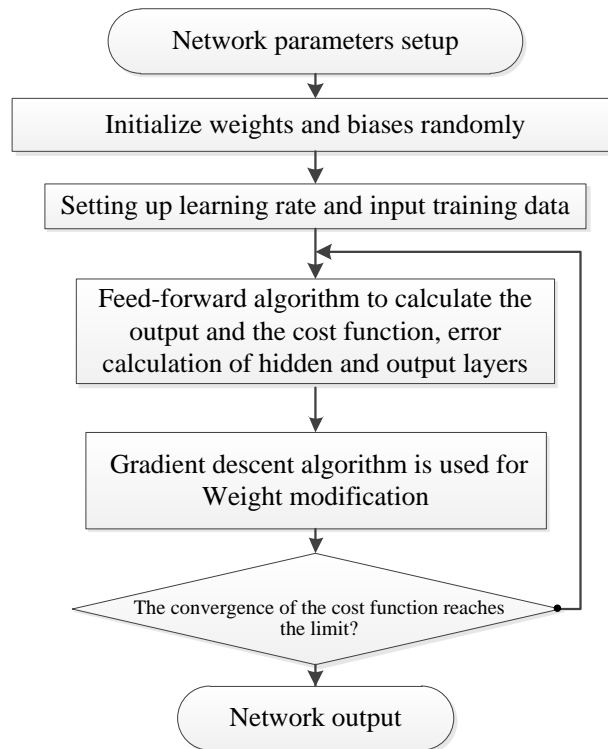 Network parameters setup
Initialize weights and biases randomly
Setting up learning rate and input training data
Feed-forward algorithm to calculate the
output and the cost function, error
calculation of hidden and output layers
Gradient descent algorithm is used for
Weight modification
The convergence of the cost function reaches
the limit?
Network output